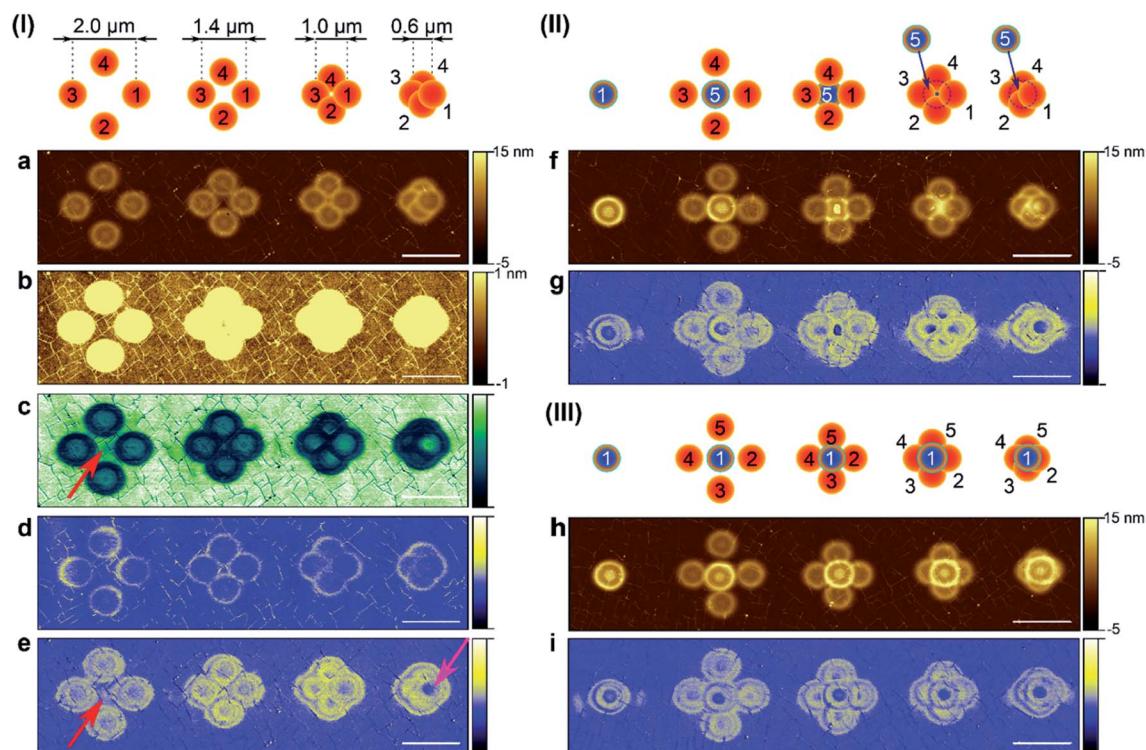 (I) 2.0 µm 1.4 µm 1.0 µm 0.6 µm
4 4 4 3 4
3 1 3 1 3 1
2 2 2 2 1
a 15 nm
-5
b 1 nm
-1
c
d
e
(II)
5 5
4 4 3 4 3 4
1 3 5 1 3 5 1
2 2 2 1 2 1
f 15 nm
-5
g
(III)
5 5 4 5 4 5
1 4 1 2 4 1 2 1 1
3 3 3 2 3 2
h 15 nm
-5
i